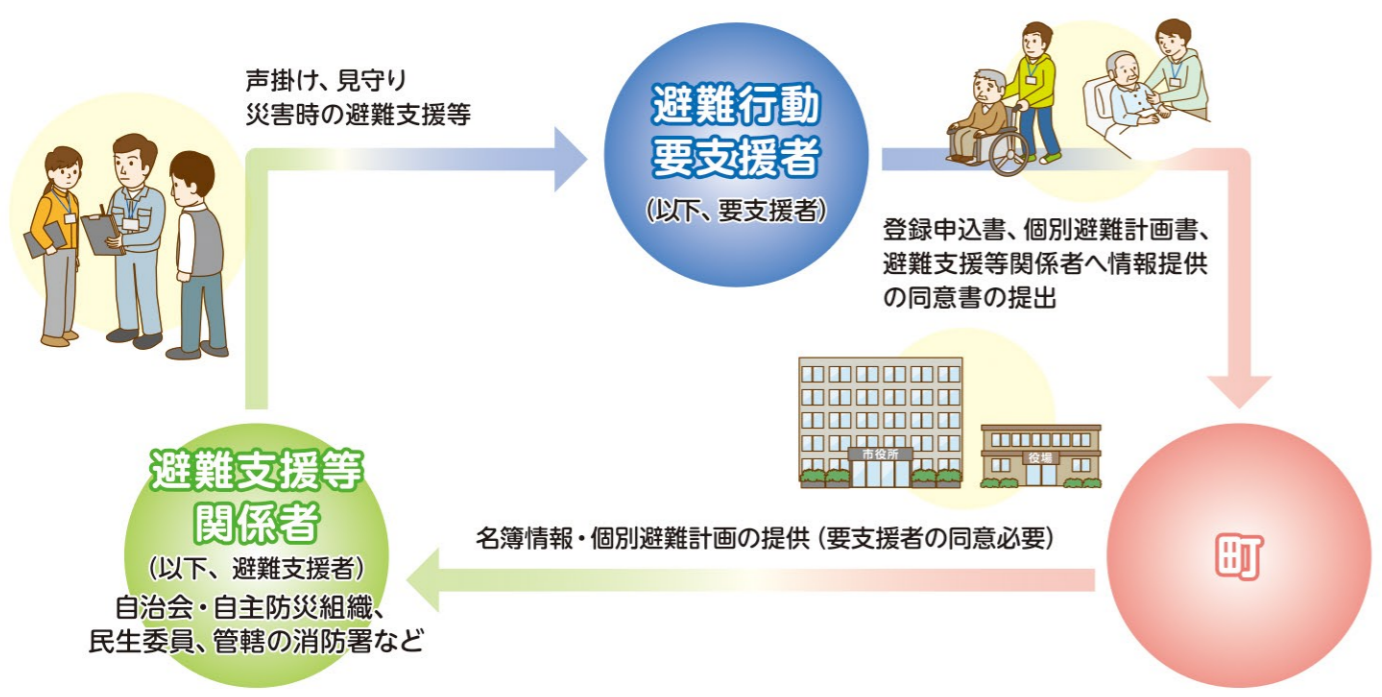 声掛け、見守り
災害時の避難支援等
避難行動
要支援者
(以下、要支援者)
登録申込書、個別避難計画書、
避難支援等関係者へ情報提供
の同意書の提出
市役所
役場
町
名簿情報・個別避難計画の提供(要支援者の同意必要)
避難支援等
関係者
(以下、避難支援者)
自治会・自主防災組織、
民生委員、管轄の消防署など